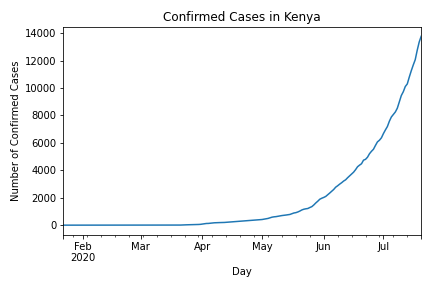 Confirmed Cases in Kenya
Number of Confirmed Cases
14000
12000
10000
8000
6000
4000
2000
0
Feb Mar Apr May Jun Jul
2020
Day